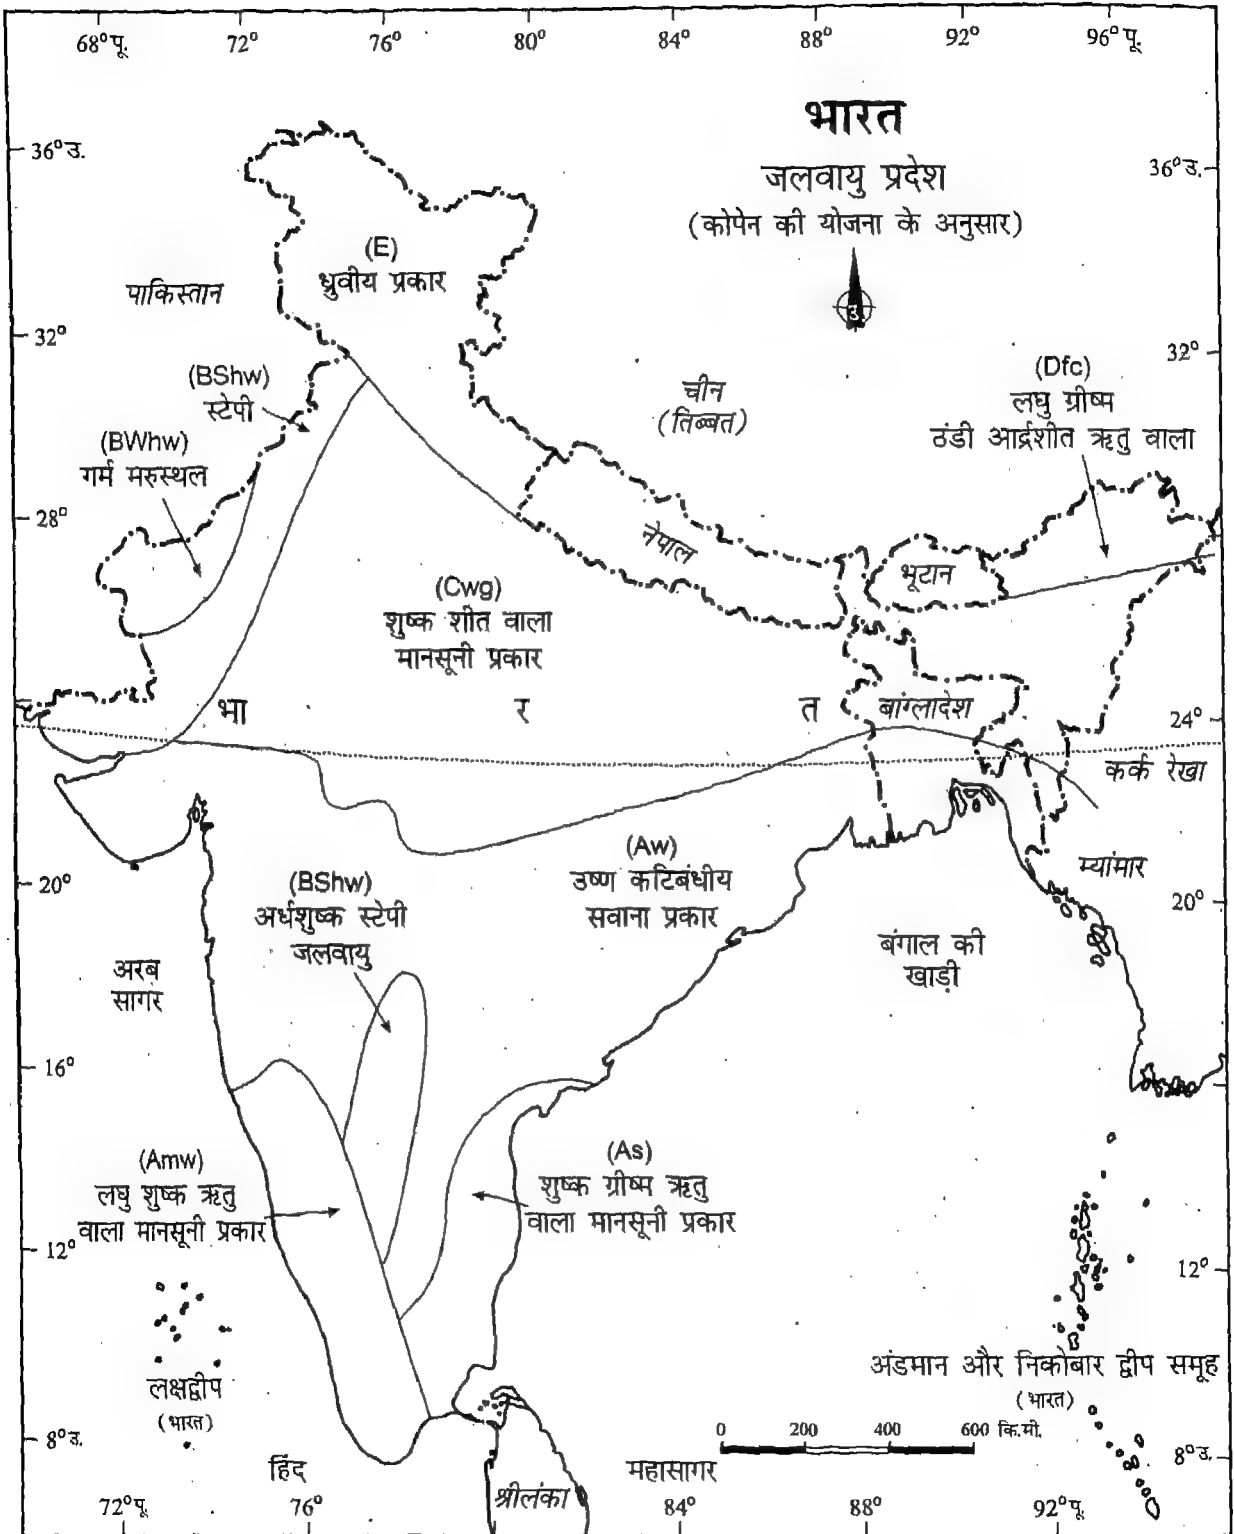 68°पू.
72°
76°
80°
84°
88°
92°
96°पू.
भारत
जलवायु प्रदेश
(कोपेन की योजना के अनुसार)
36°उ.
36°उ.
(E)
ध्रुवीय प्रकार
पाकिस्तान
32°
32°
(BShw)
स्टेपी
चीन
(तिब्बत)
(Dfc)
लघु ग्रीष्म
ठंडी आर्द्रशीत ऋतु वाला
(BWhw)
गर्म मरुस्थल
28°
नेपाल
भूटान
(Cwg)
शुष्क शीत वाला
मानसूनी प्रकार
भा र त
बांग्लादेश
24°
कर्क रेखा
(Aw)
उष्ण कटिबंधीय
सवाना प्रकार
म्यांमार
20°
20°
(BShw)
अर्धशुष्क स्टेपी
जलवायु
अरब
सागर
बंगाल की
खाड़ी
16°
(Amw)
लघु शुष्क ऋतु
वाला मानसूनी प्रकार
(As)
शुष्क ग्रीष्म ऋतु
वाला मानसूनी प्रकार
12°
12°
लक्षद्वीप
(भारत)
अंडमान और निकोबार द्वीप समूह
(भारत)
0 200 400 600 कि.मी.
8°उ.
8°उ.
हिंद
महासागर
श्रीलंका
72°पू.
76°
84°
88°
92°पू.